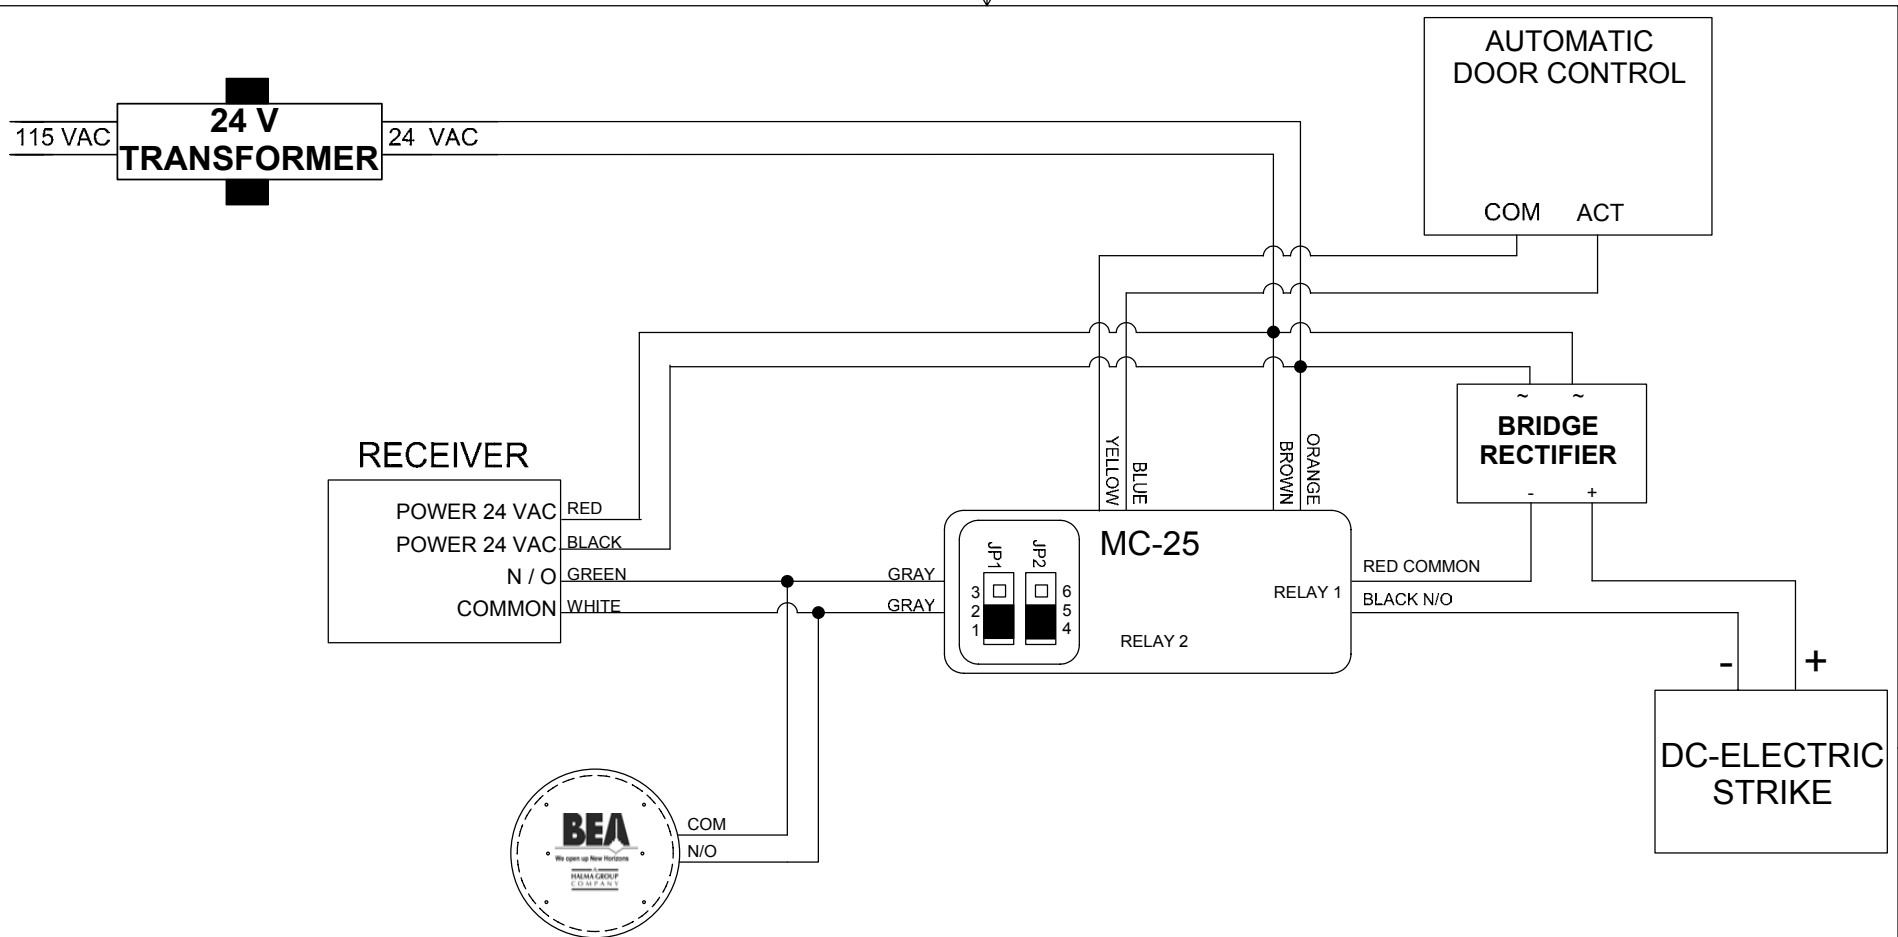 AUTOMATIC
DOOR CONTROL
COM ACT
115 VAC
24 V
TRANSFORMER
24 VAC
RECEIVER
POWER 24 VAC RED
POWER 24 VAC BLACK
N / O GREEN
COMMON WHITE
GRAY
GRAY
YELLOW
BLUE
BROWN
ORANGE
~ ~
BRIDGE
RECTIFIER
- +
MC-25
JP1 JP2
3 6
2 5
1 4
RELAY 1
RELAY 2
RED COMMON
BLACK N/O
- +
DC-ELECTRIC
STRIKE
COM
N/O
BEA
We open up New Horizons
A
HALMA GROUP
COMPANY